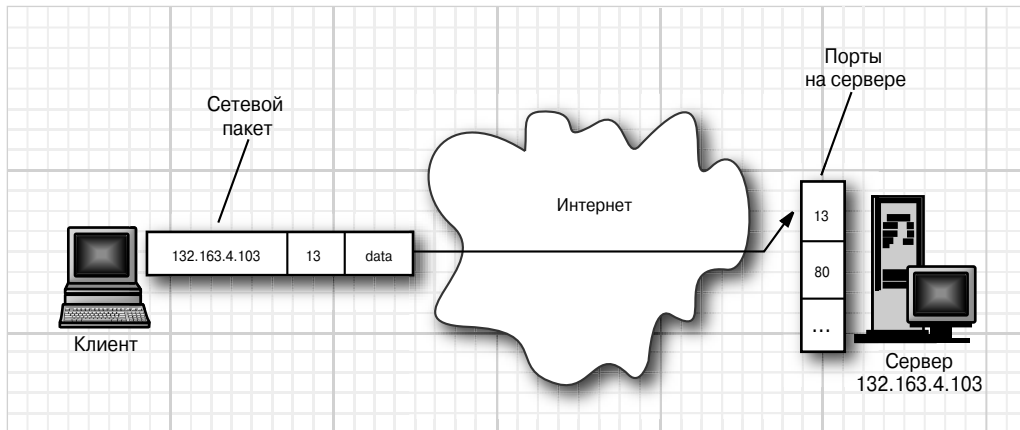 Порты
на сервере
Сетевой
пакет
Интернет
132.163.4.103
13
data
13
80
...
Клиент
Сервер
132.163.4.103